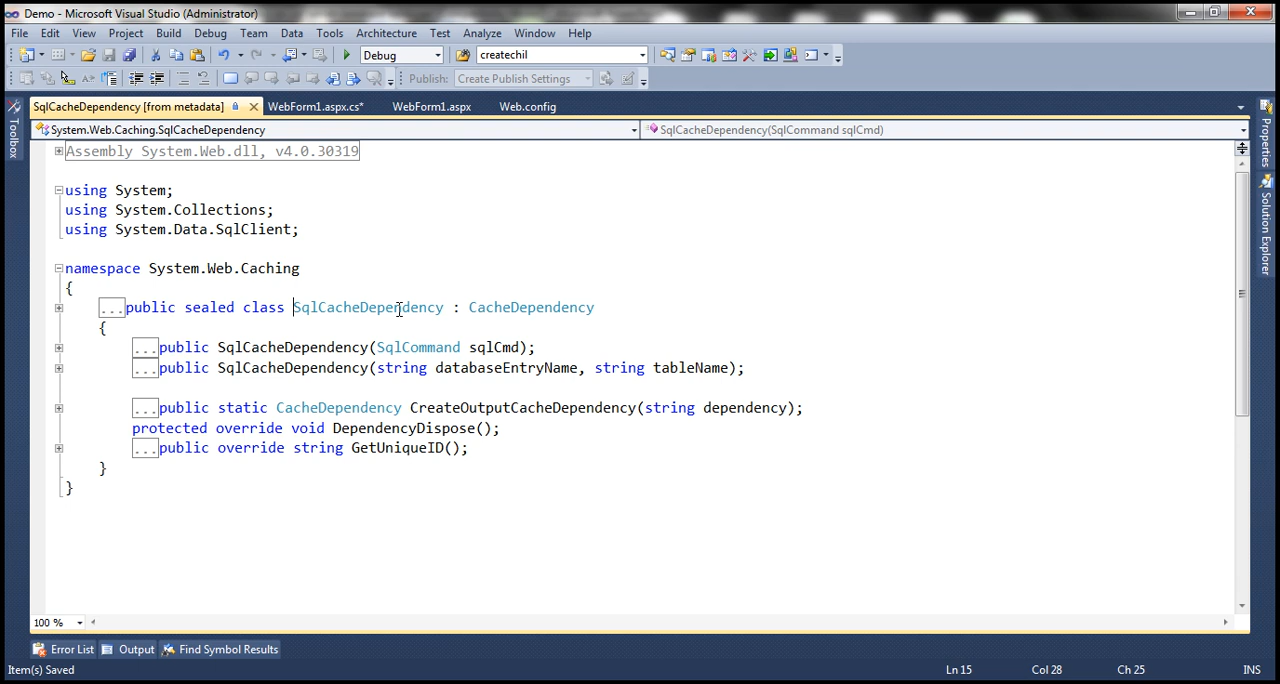 Demo - Microsoft Visual Studio (Administrator)
File Edit View Project Build Debug Team Data Tools Architecture Test Analyze Window Help
Debug createchil
Publish: Create Publish Settings
SqlCacheDependency [from metadata] WebForm1.aspx.cs* WebForm1.aspx Web.config
System.Web.Caching.SqlCacheDependency SqlCacheDependency(SqlCommand sqlCmd)
Toolbox
Properties
Solution Explorer
Assembly System.Web.dll, v4.0.30319
using System;
using System.Collections;
using System.Data.SqlClient;
namespace System.Web.Caching
{
...public sealed class SqlCacheDependency : CacheDependency
{
...public SqlCacheDependency(SqlCommand sqlCmd);
...public SqlCacheDependency(string databaseEntryName, string tableName);
...public static CacheDependency CreateOutputCacheDependency(string dependency);
protected override void DependencyDispose();
...public override string GetUniqueID();
}
}
100 %
Error List Output Find Symbol Results
Item(s) Saved Ln 15 Col 28 Ch 25 INS